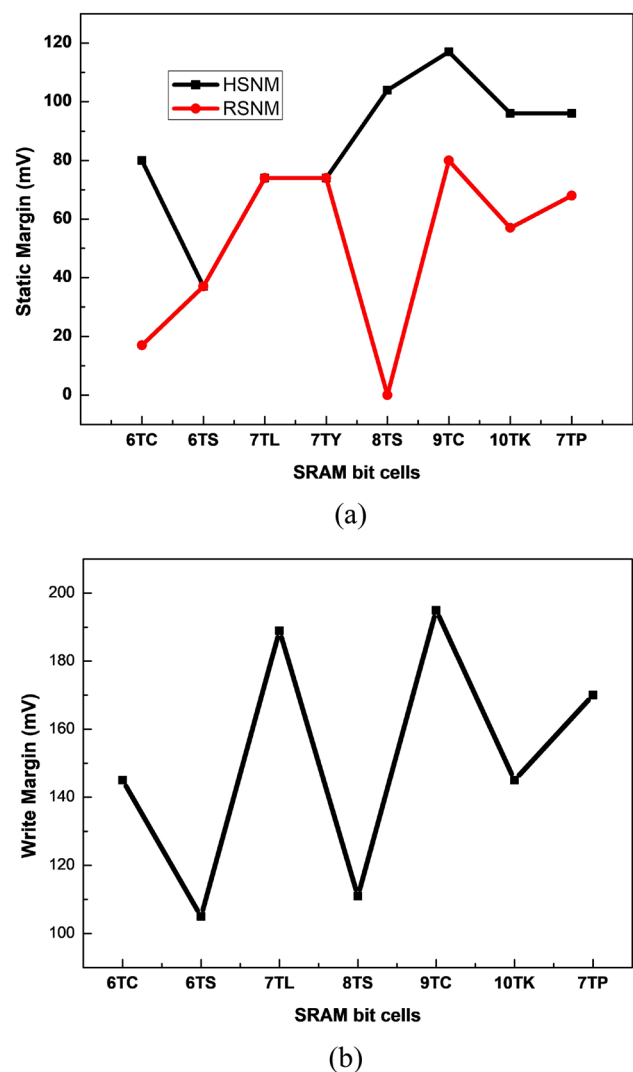 120
100
80
60
40
20
0
Static Margin (mV)
HSNM
RSNM
6TC 6TS 7TL 7TY 8TS 9TC 10TK 7TP
SRAM bit cells
(a)
200
180
160
140
120
100
Write Margin (mV)
6TC 6TS 7TL 8TS 9TC 10TK 7TP
SRAM bit cells
(b)